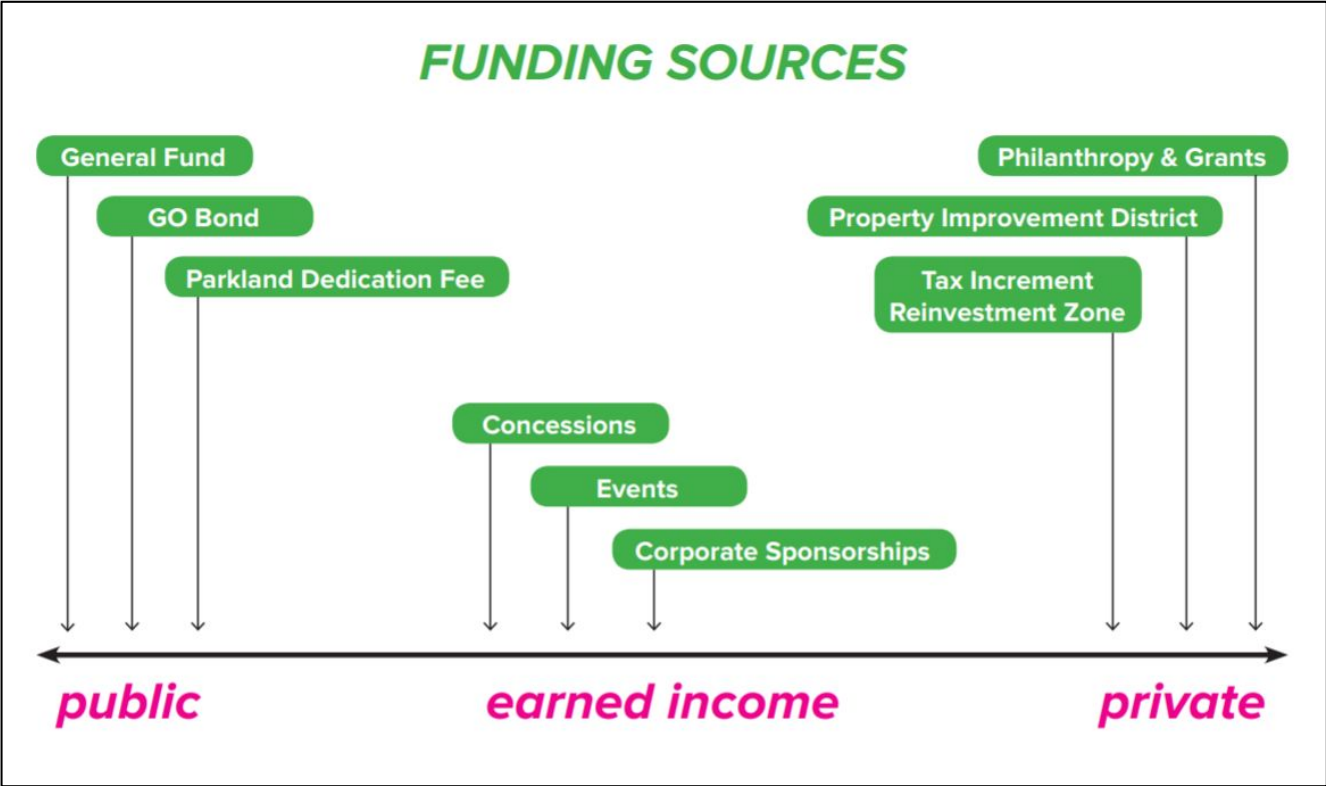 FUNDING SOURCES
General Fund
GO Bond
Parkland Dedication Fee
Philanthropy & Grants
Property Improvement District
Tax Increment
Reinvestment Zone
Concessions
Events
Corporate Sponsorships
public
earned income
private